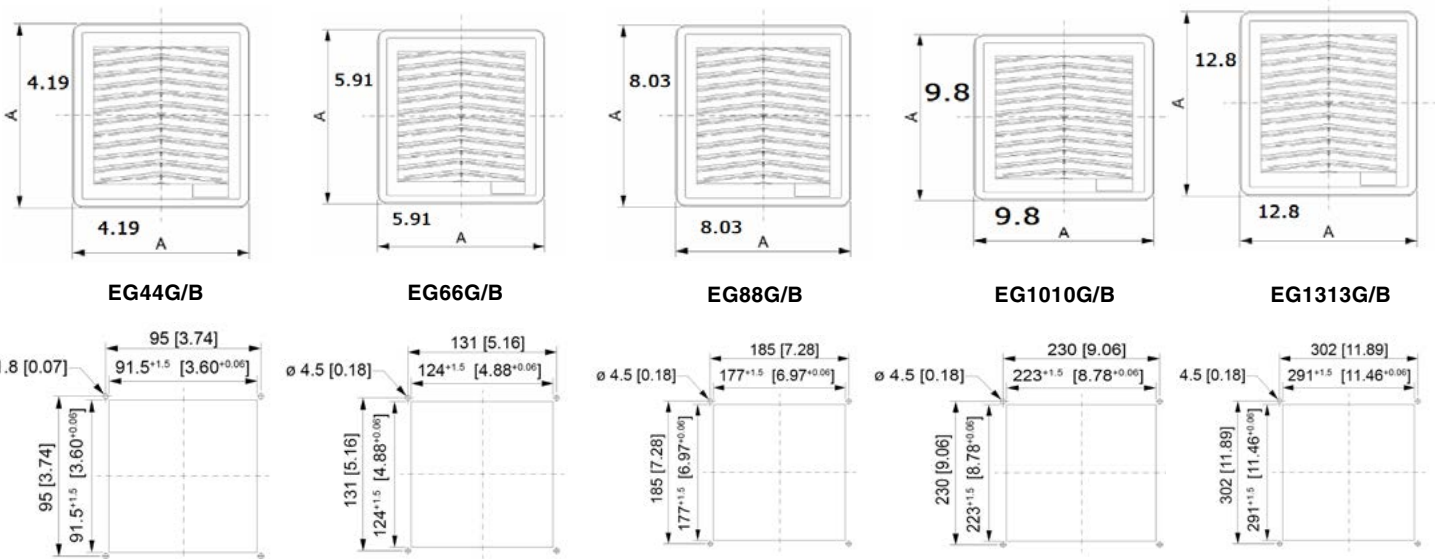 4.19
A
4.19
A
5.91
A
5.91
A
8.03
A
8.03
A
9.8
A
9.8
A
12.8
A
12.8
A
EG44G/B
EG66G/B
EG88G/B
EG1010G/B
EG1313G/B
95 [3.74]
1.8 [0.07]
91.5+1.5 [3.60+0.06]
95 [3.74]
91.5+1.5 [3.60+0.06]
131 [5.16]
ø 4.5 [0.18]
124+1.5 [4.88+0.06]
131 [5.16]
124+1.5 [4.88+0.06]
185 [7.28]
ø 4.5 [0.18]
177+1.5 [6.97+0.06]
185 [7.28]
177+1.5 [6.97+0.06]
230 [9.06]
ø 4.5 [0.18]
223+1.5 [8.78+0.06]
230 [9.06]
223+1.5 [8.78+0.06]
302 [11.89]
4.5 [0.18]
291+1.5 [11.46+0.06]
302 [11.89]
291+1.5 [11.46+0.06]